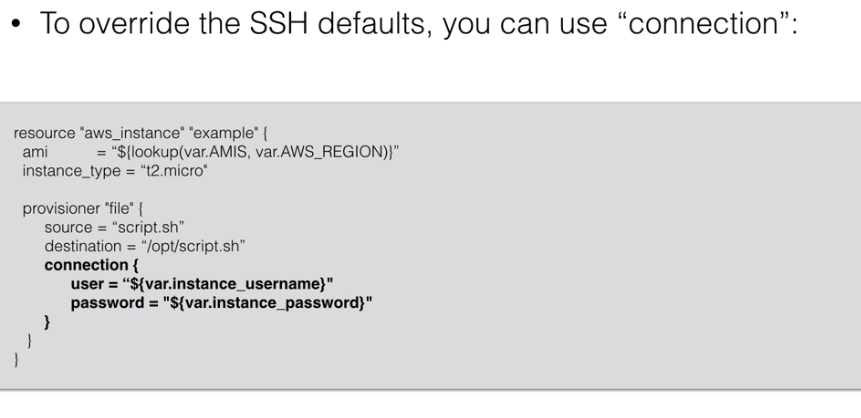 • To override the SSH defaults, you can use “connection”:
resource "aws_instance" "example" {
ami = “${lookup(var.AMIS, var.AWS_REGION)}”
instance_type = “t2.micro"
provisioner "file" {
source = “script.sh”
destination = “/opt/script.sh”
connection {
user = “${var.instance_username}"
password = "${var.instance_password}"
}
}
}